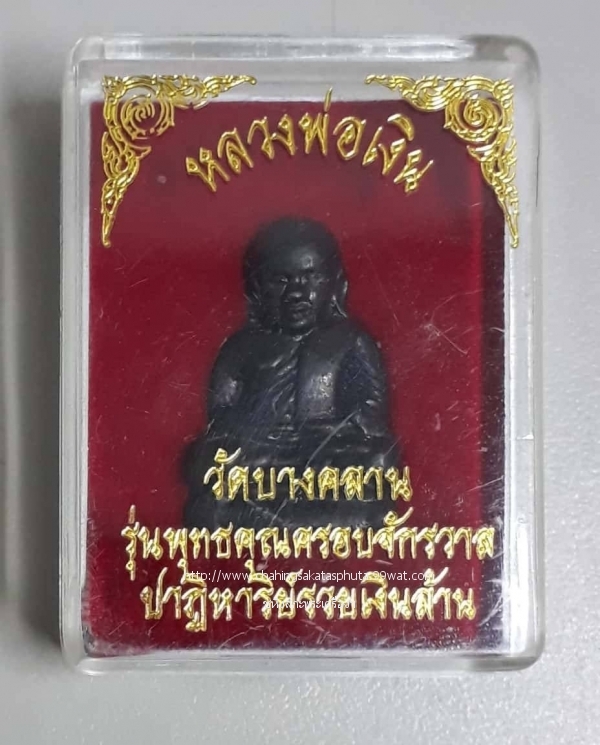 หลวงพ่อเงิน
วัดบางคลาน
รุ่นพุทธคุณครอบจักรวาล
ปาฏิหาริย์รวยเงินล้าน